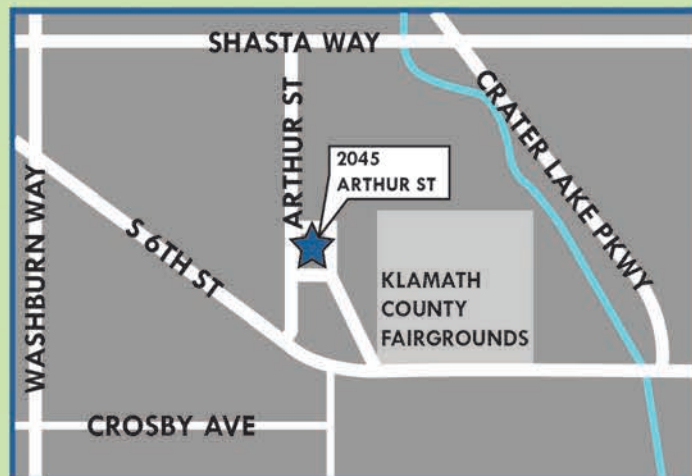 SHASTA WAY
CRATER LAKE PKWY
ARTHUR ST
2045
ARTHUR ST
WASHBURN WAY
S 6TH ST
KLAMATH
COUNTY
FAIRGROUNDS
CROSBY AVE